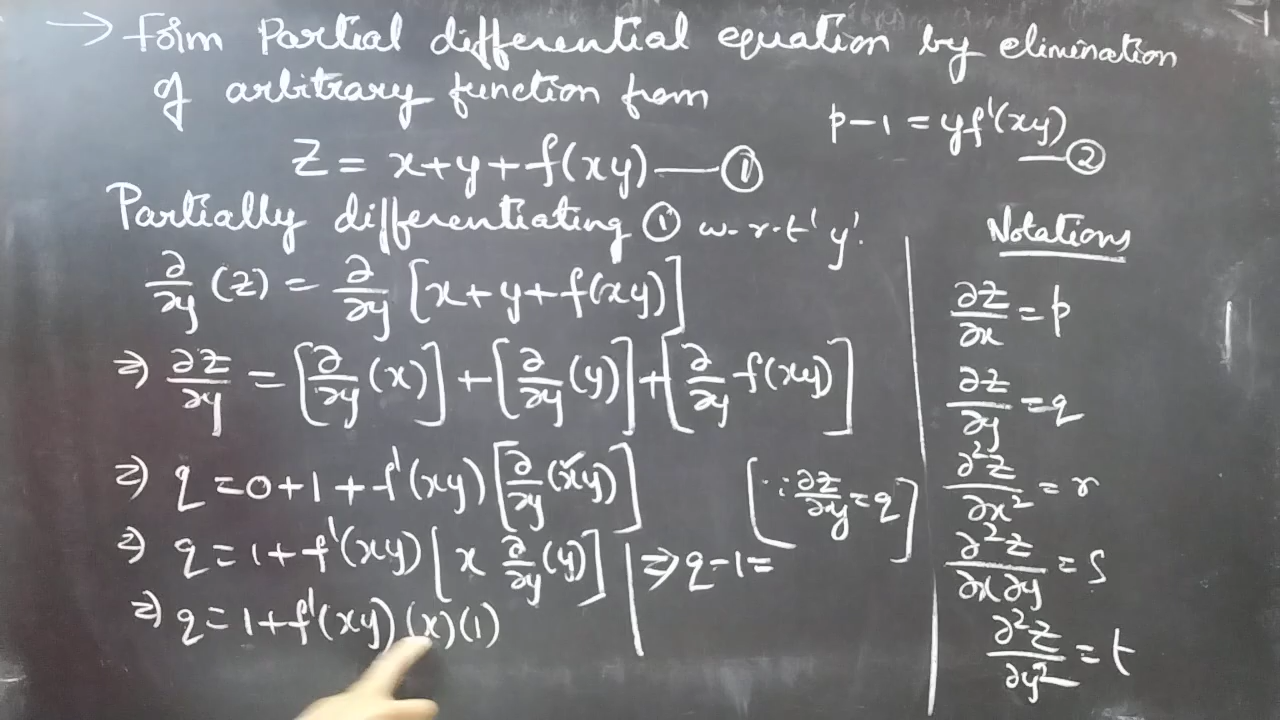 → Form Partial differential equation by elimination
of arbitrary function from
p-1 = yf'(xy) — ②
Z = x+y+f(xy) — ①
Partially differentiating ① w.r.t 'y'.
∂/∂y (z) = ∂/∂y [x+y+f(xy)]
⇒ ∂z/∂y = [∂/∂y (x)] + [∂/∂y (y)] + [∂/∂y f(xy)]
⇒ q = 0+1+f'(xy) [∂/∂y (xy)]
[∵ ∂z/∂y = q]
⇒ q = 1+f'(xy) [x ∂/∂y (y)]
⇒ q = 1+f'(xy)(x)(1)
⇒ q-1 =
Notations
∂z/∂x = p
∂z/∂y = q
∂²z/∂x² = r
∂²z/∂x∂y = s
∂²z/∂y² = t